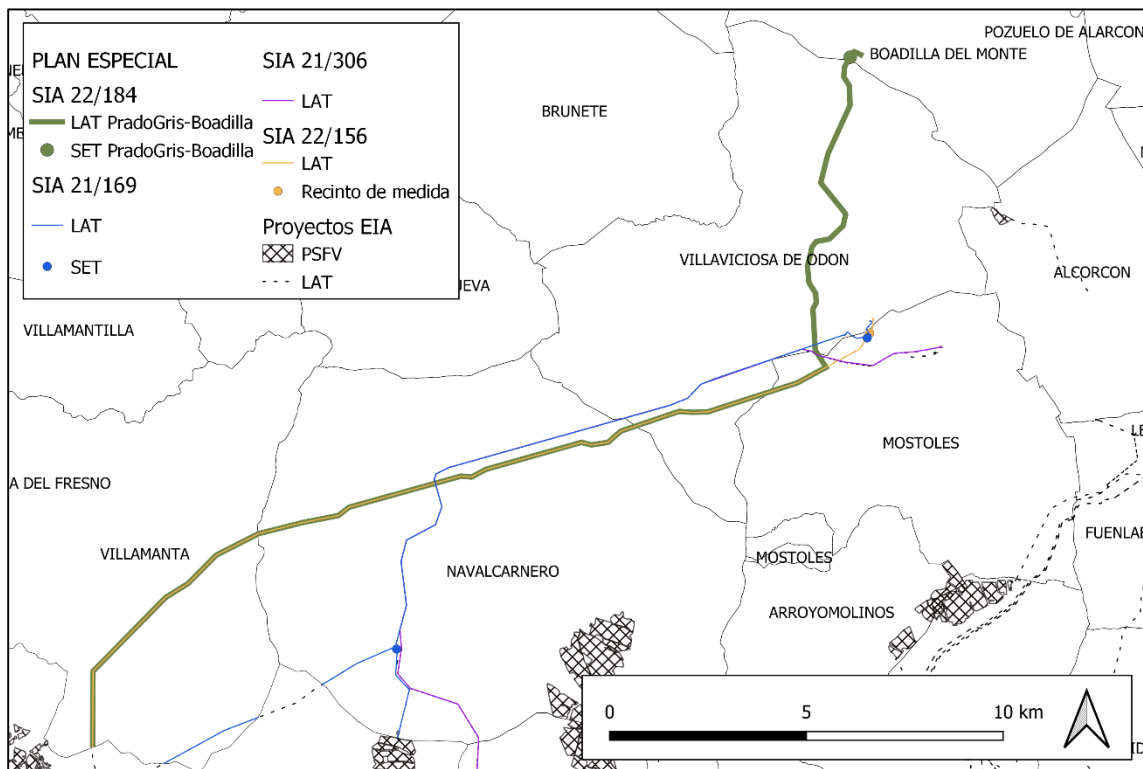 PLAN ESPECIAL
SIA 22/184
LAT PradoGris-Boadilla
SET PradoGris-Boadilla
SIA 21/169
LAT
SET
SIA 21/306
LAT
SIA 22/156
LAT
Recinto de medida
Proyectos EIA
PSFV
LAT
POZUELO DE ALARCON
BOADILLA DEL MONTE
BRUNETE
VILLAVICIOSA DE ODON
ALCORCON
UEVA
VILLAMANTILLA
MOSTOLES
A DEL FRESNO
VILLAMANTA
NAVALCARNERO
MOSTOLES
FUENLAB
ARROYOMOLINOS
0 5 10 km